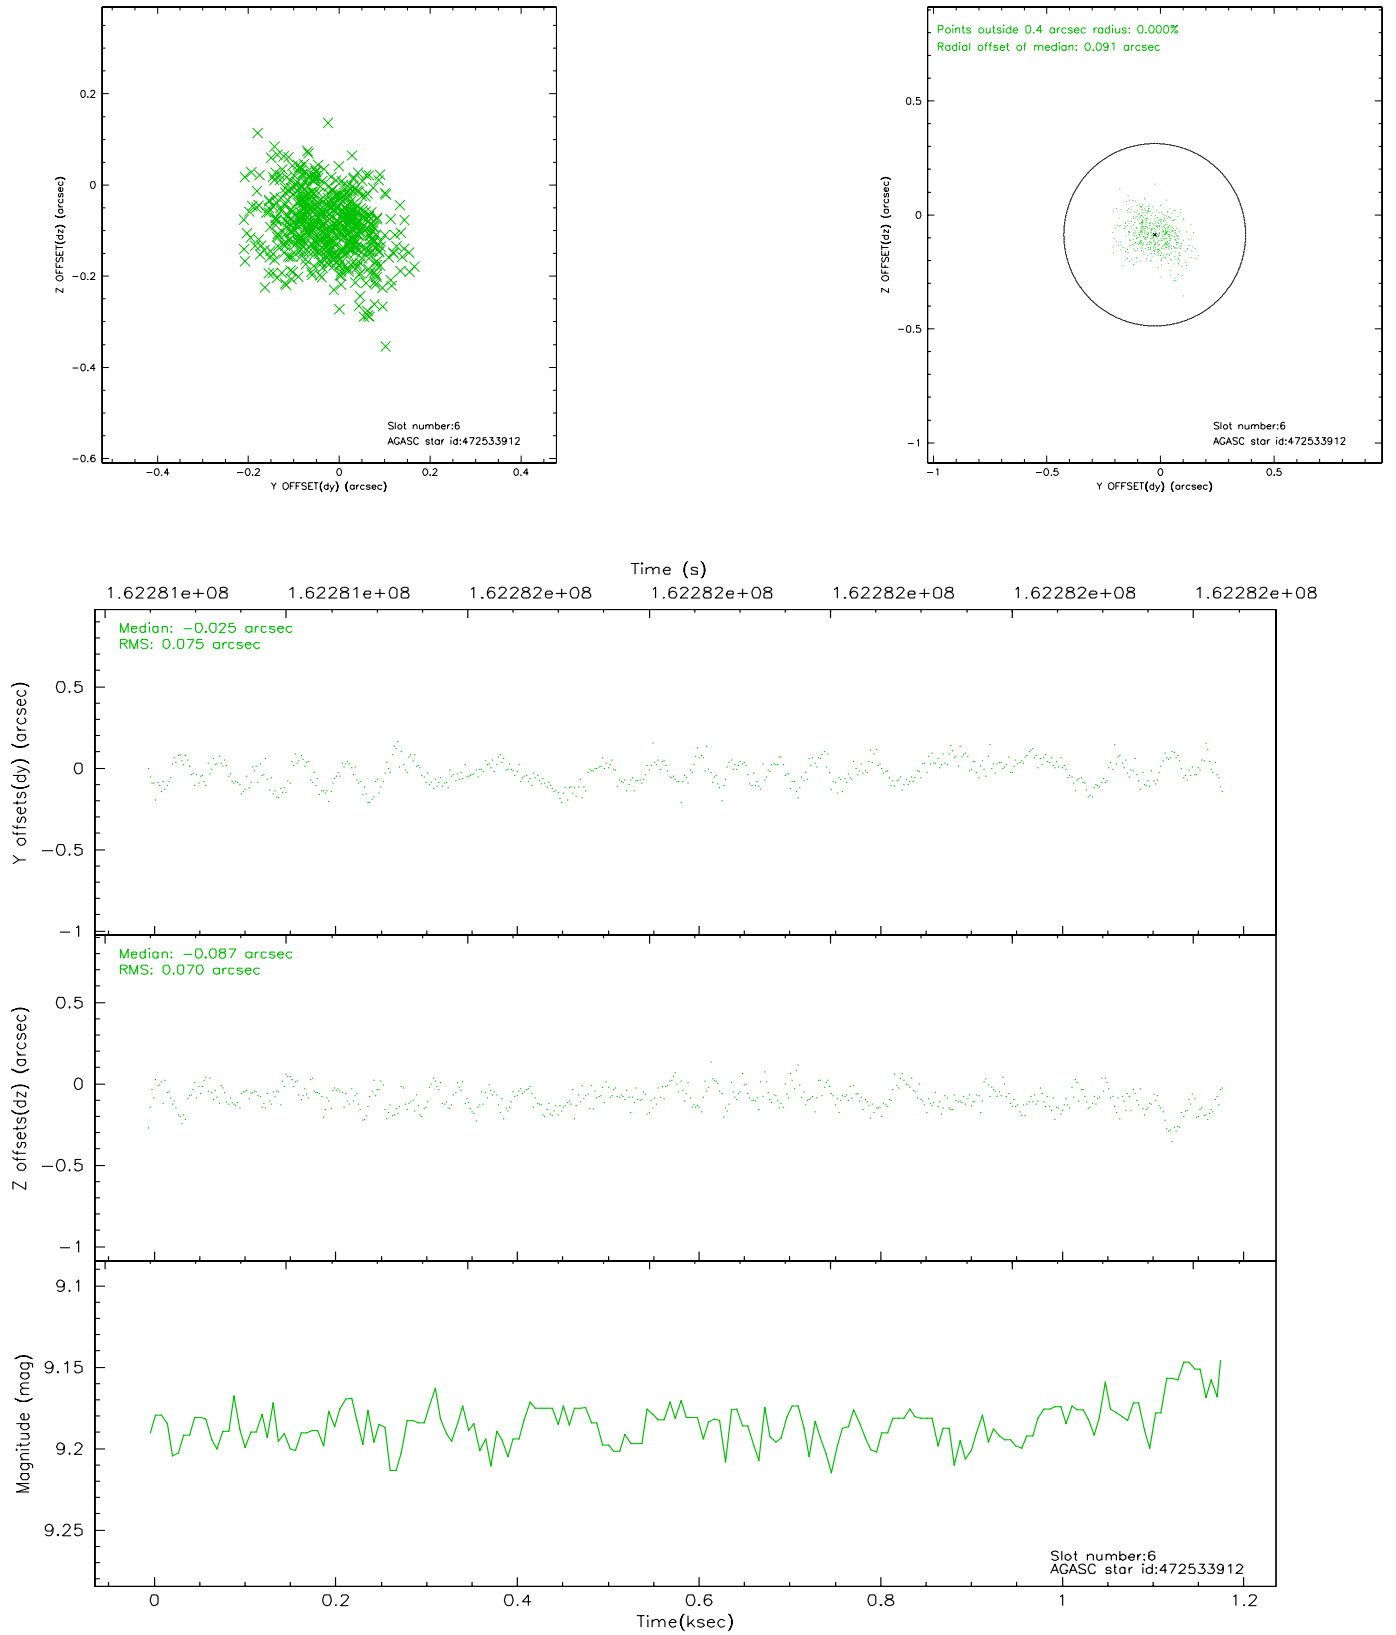 0.2
0
−0.2
−0.4
−0.6
Z OFFSET(dz) (arcsec)
Slot number:6
AGASC star id:472533912
−0.4 −0.2 0 0.2 0.4
Y OFFSET(dy) (arcsec)
Points outside 0.4 arcsec radius: 0.000%
Radial offset of median: 0.091 arcsec
0.5
0
−0.5
−1
Z OFFSET(dz) (arcsec)
Slot number:6
AGASC star id:472533912
−1 −0.5 0 0.5
Y OFFSET(dy) (arcsec)
Time (s)
1.62281e+08 1.62281e+08 1.62282e+08 1.62282e+08 1.62282e+08 1.62282e+08 1.62282e+08
Median: −0.025 arcsec
RMS: 0.075 arcsec
0.5
0
−0.5
−1
Y offsets(dy) (arcsec)
Median: −0.087 arcsec
RMS: 0.070 arcsec
0.5
0
−0.5
−1
Z offsets(dz) (arcsec)
9.1
9.15
9.2
9.25
Magnitude (mag)
Slot number:6
AGASC star id:472533912
0 0.2 0.4 0.6 0.8 1 1.2
Time(ksec)